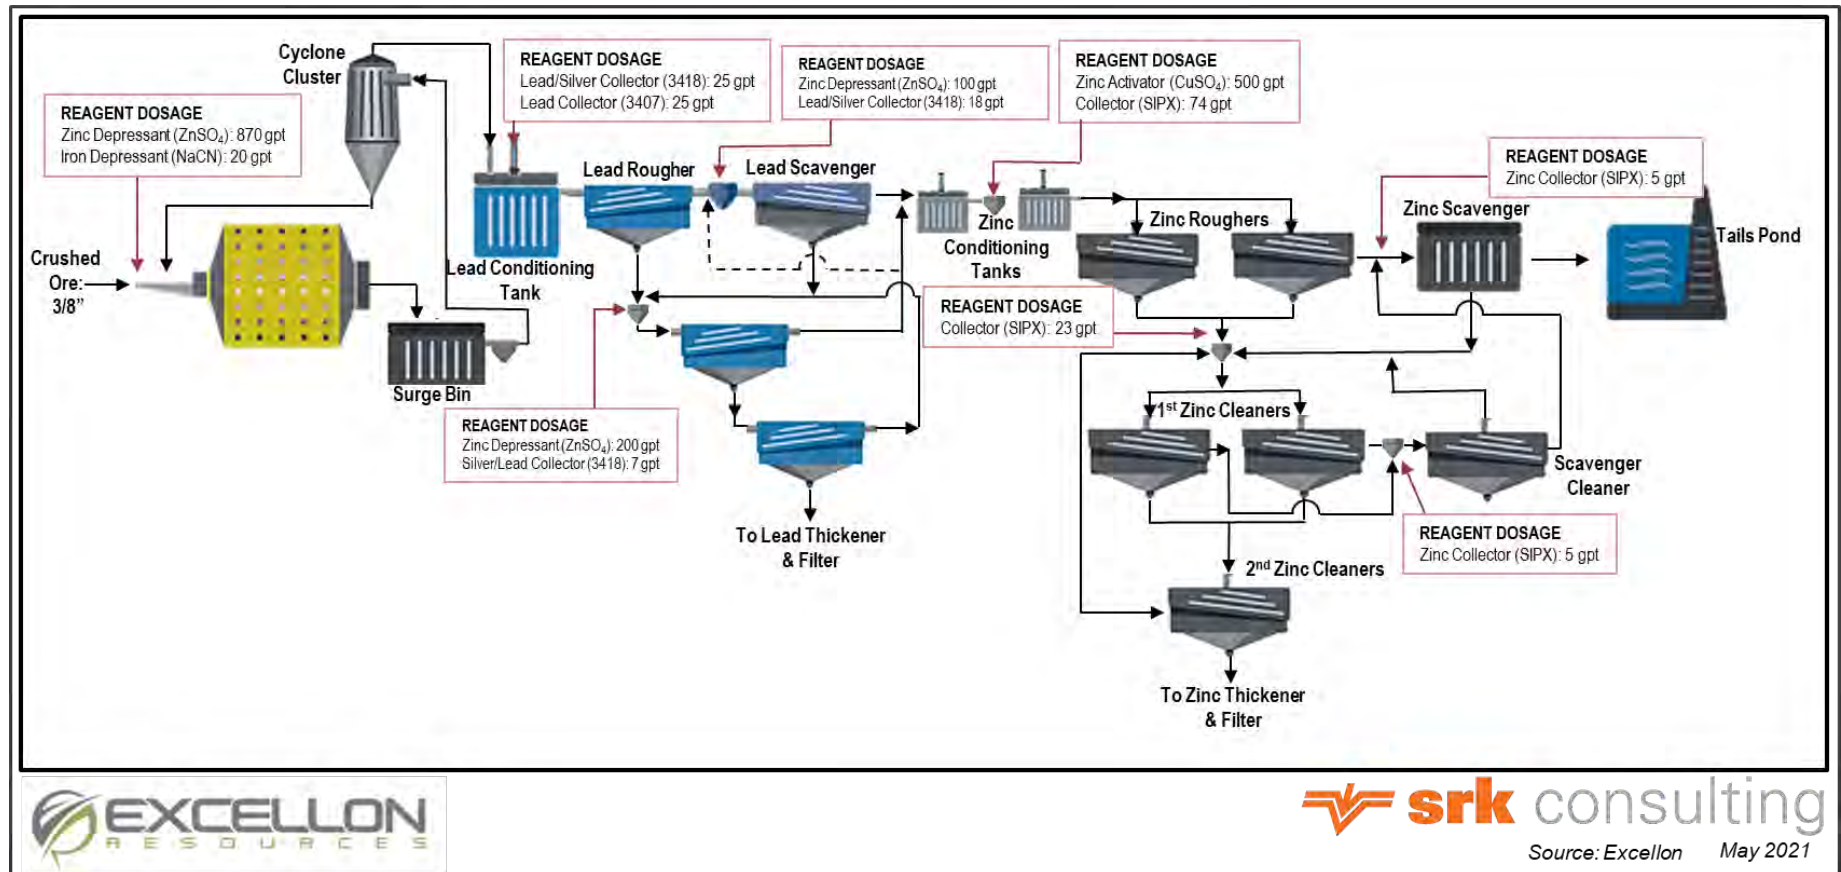 Cyclone
Cluster
REAGENT DOSAGE
Zinc Depressant (ZnSO₄): 870 gpt
Iron Depressant (NaCN): 20 gpt
REAGENT DOSAGE
Lead/Silver Collector (3418): 25 gpt
Lead Collector (3407): 25 gpt
REAGENT DOSAGE
Zinc Depressant (ZnSO₄): 100 gpt
Lead/Silver Collector (3418): 18 gpt
REAGENT DOSAGE
Zinc Activator (CuSO₄): 500 gpt
Collector (SIPX): 74 gpt
REAGENT DOSAGE
Zinc Collector (SIPX): 5 gpt
Lead Rougher
Lead Scavenger
Zinc
Conditioning
Tanks
Zinc Roughers
Zinc Scavenger
Tails Pond
Crushed
Ore:
3/8"
Lead Conditioning
Tank
Surge Bin
REAGENT DOSAGE
Collector (SIPX): 23 gpt
REAGENT DOSAGE
Zinc Depressant (ZnSO₄): 200 gpt
Silver/Lead Collector (3418): 7 gpt
1st Zinc Cleaners
Scavenger
Cleaner
To Lead Thickener
& Filter
REAGENT DOSAGE
Zinc Collector (SIPX): 5 gpt
2nd Zinc Cleaners
To Zinc Thickener
& Filter
EXCELLON
RESOURCES
srk consulting
Source: Excellon May 2021